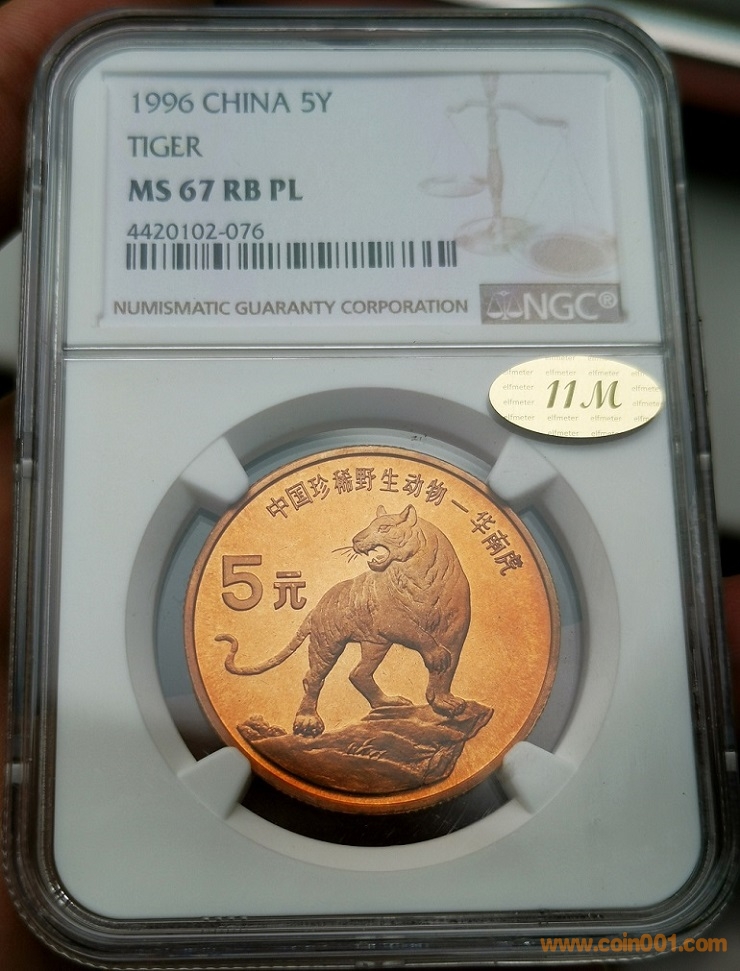 1996 CHINA 5Y
TIGER
MS 67 RB PL
4420102-076
NUMISMATIC GUARANTY CORPORATION
NGC®
11M
中国珍稀野生动物—华南虎
5元
www.coin001.com